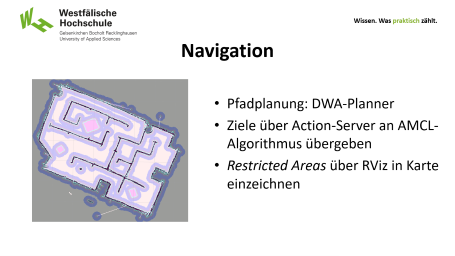 Westfälische
Hochschule
Gelsenkirchen Bocholt Recklinghausen
University of Applied Sciences
Wissen. Was praktisch zählt.
Navigation
• Pfadplanung: DWA-Planner
• Ziele über Action-Server an AMCL-
Algorithmus übergeben
• Restricted Areas über RViz in Karte
einzeichnen